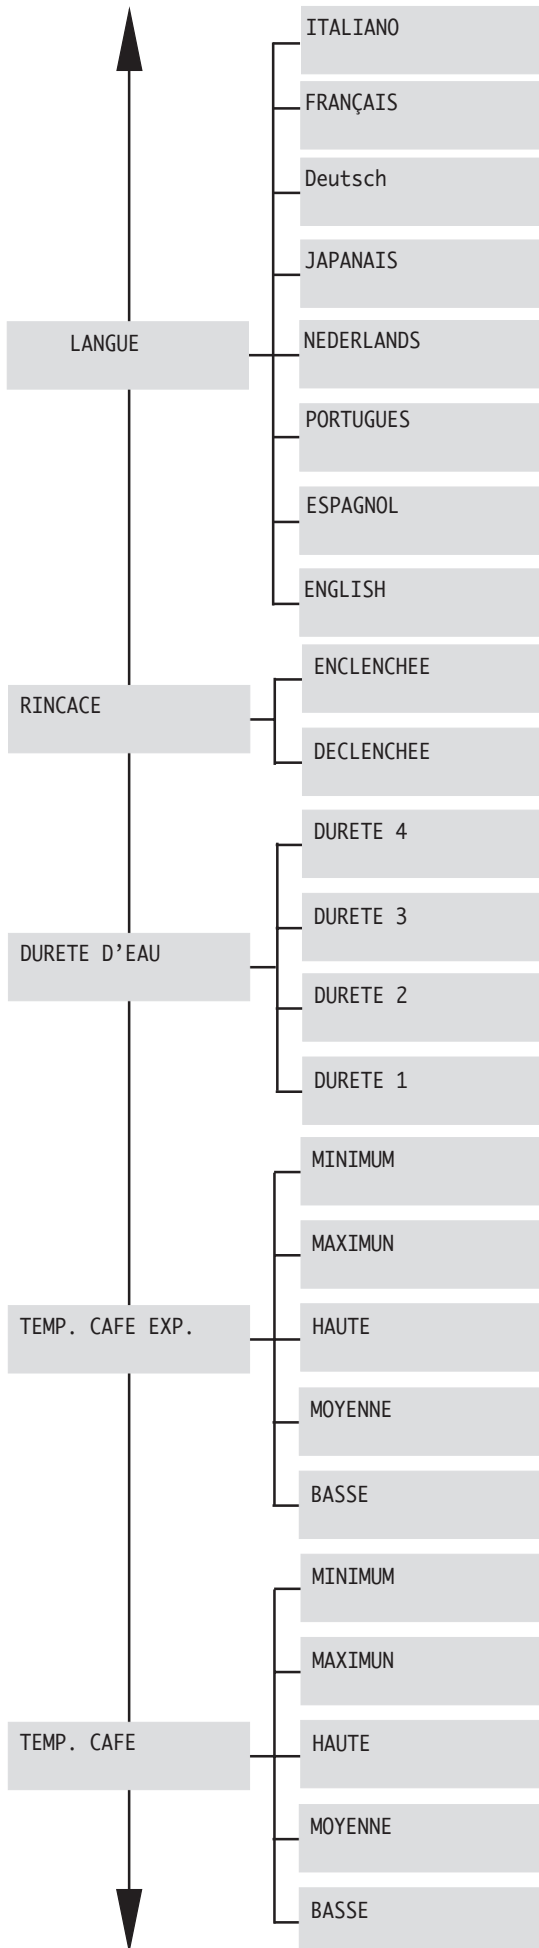 ITALIANO
FRANÇAIS
Deutsch
JAPANAIS
LANGUE
NEDERLANDS
PORTUGUES
ESPAGNOL
ENGLISH
ENCLENCHEE
RINCACE
DECLENCHEE
DURETE 4
DURETE 3
DURETE D'EAU
DURETE 2
DURETE 1
MINIMUM
MAXIMUN
TEMP. CAFE EXP.
HAUTE
MOYENNE
BASSE
MINIMUM
MAXIMUN
TEMP. CAFE
HAUTE
MOYENNE
BASSE